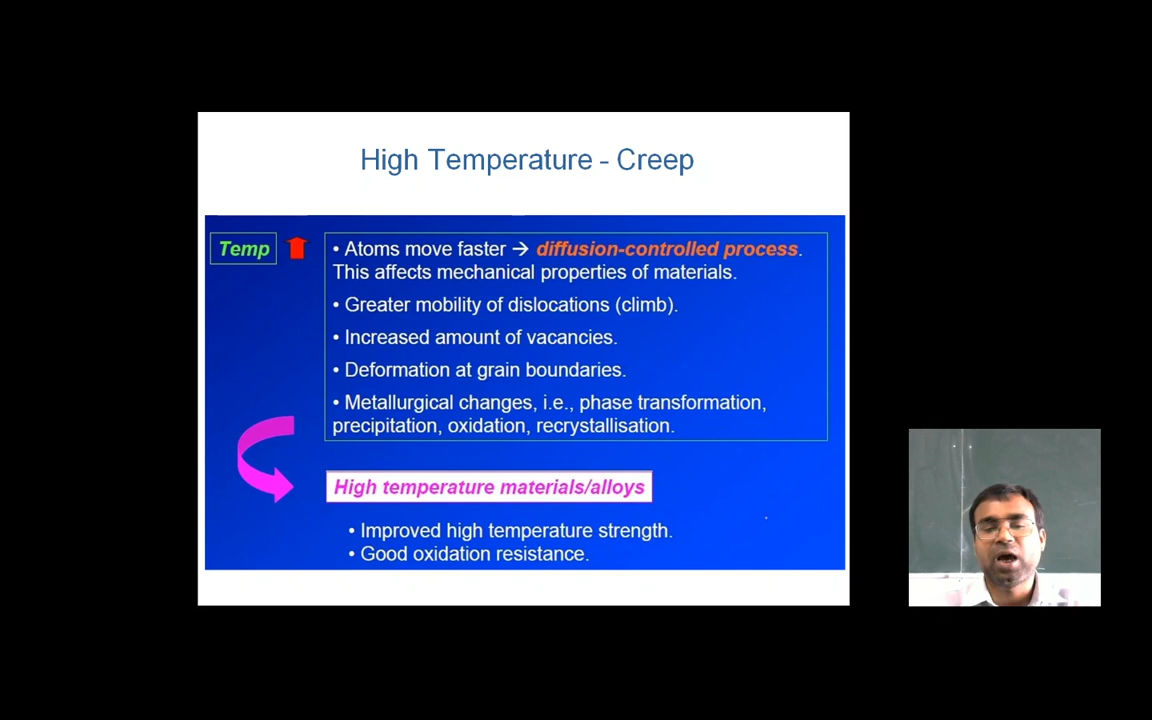 High Temperature - Creep
Temp
• Atoms move faster → diffusion-controlled process.
This affects mechanical properties of materials.
• Greater mobility of dislocations (climb).
• Increased amount of vacancies.
• Deformation at grain boundaries.
• Metallurgical changes, i.e., phase transformation,
precipitation, oxidation, recrystallisation.
High temperature materials/alloys
• Improved high temperature strength.
• Good oxidation resistance.